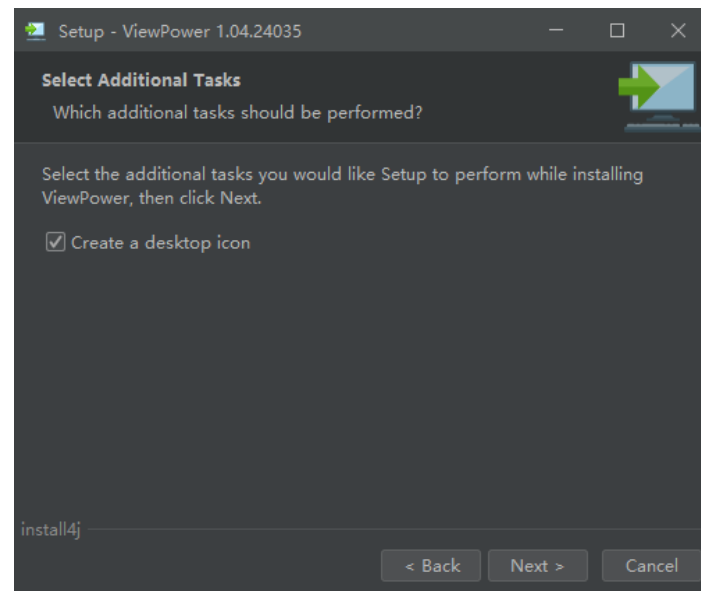 Setup - ViewPower 1.04.24035
Select Additional Tasks
Which additional tasks should be performed?
Select the additional tasks you would like Setup to perform while installing
ViewPower, then click Next.
Create a desktop icon
install4j
< Back
Next >
Cancel